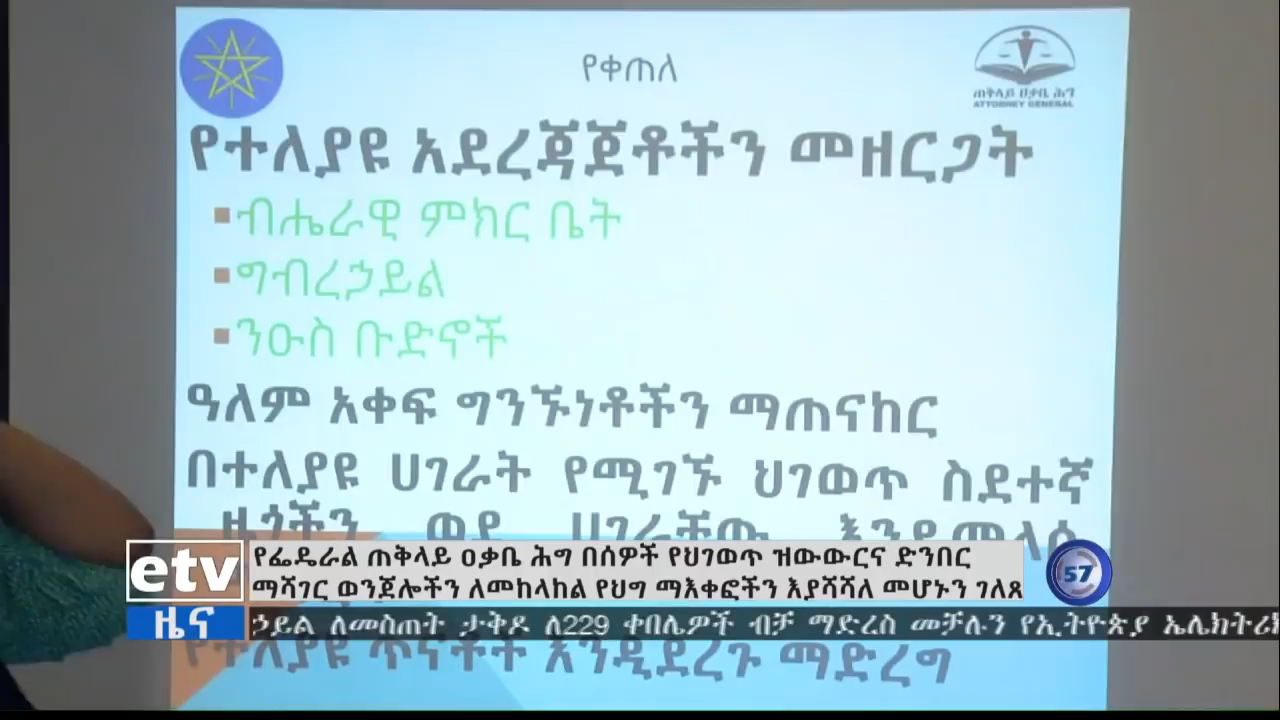 የቀጠለ
ጠቅላይ ዐቃቤ ሕግ
ATTORNEY GENERAL
የተለያዩ አደረጃጀቶችን መዘርጋት
▪ብሔራዊ ምክር ቤት
▪ግብረኃይል
▪ንዑስ ቡድኖች
ዓለም አቀፍ ግንኙነቶችን ማጠናከር
በተለያዩ ሀገራት የሚገኙ ህገወጥ ስደተኛ
ዜጎችን ወደ ሀገራቸው
etv
የፌዴራል ጠቅላይ ዐቃቤ ሕግ በሰዎች የህገወጥ ዝውውርና ድንበር
ማሻገር ወንጀሎችን ለመከላከል የህግ ማእቀፎችን እያሻሻለ መሆኑን ገለጸ
57
ዜና
ኃይል ለመስጠት ታቅዶ ለ229 ቀበሌዎች ብቻ ማድረስ መቻሉን የኢትዮጵያ ኤሌክትሪክ
የተለያዩ ጥናቶች እንዲደረጉ ማድረግ